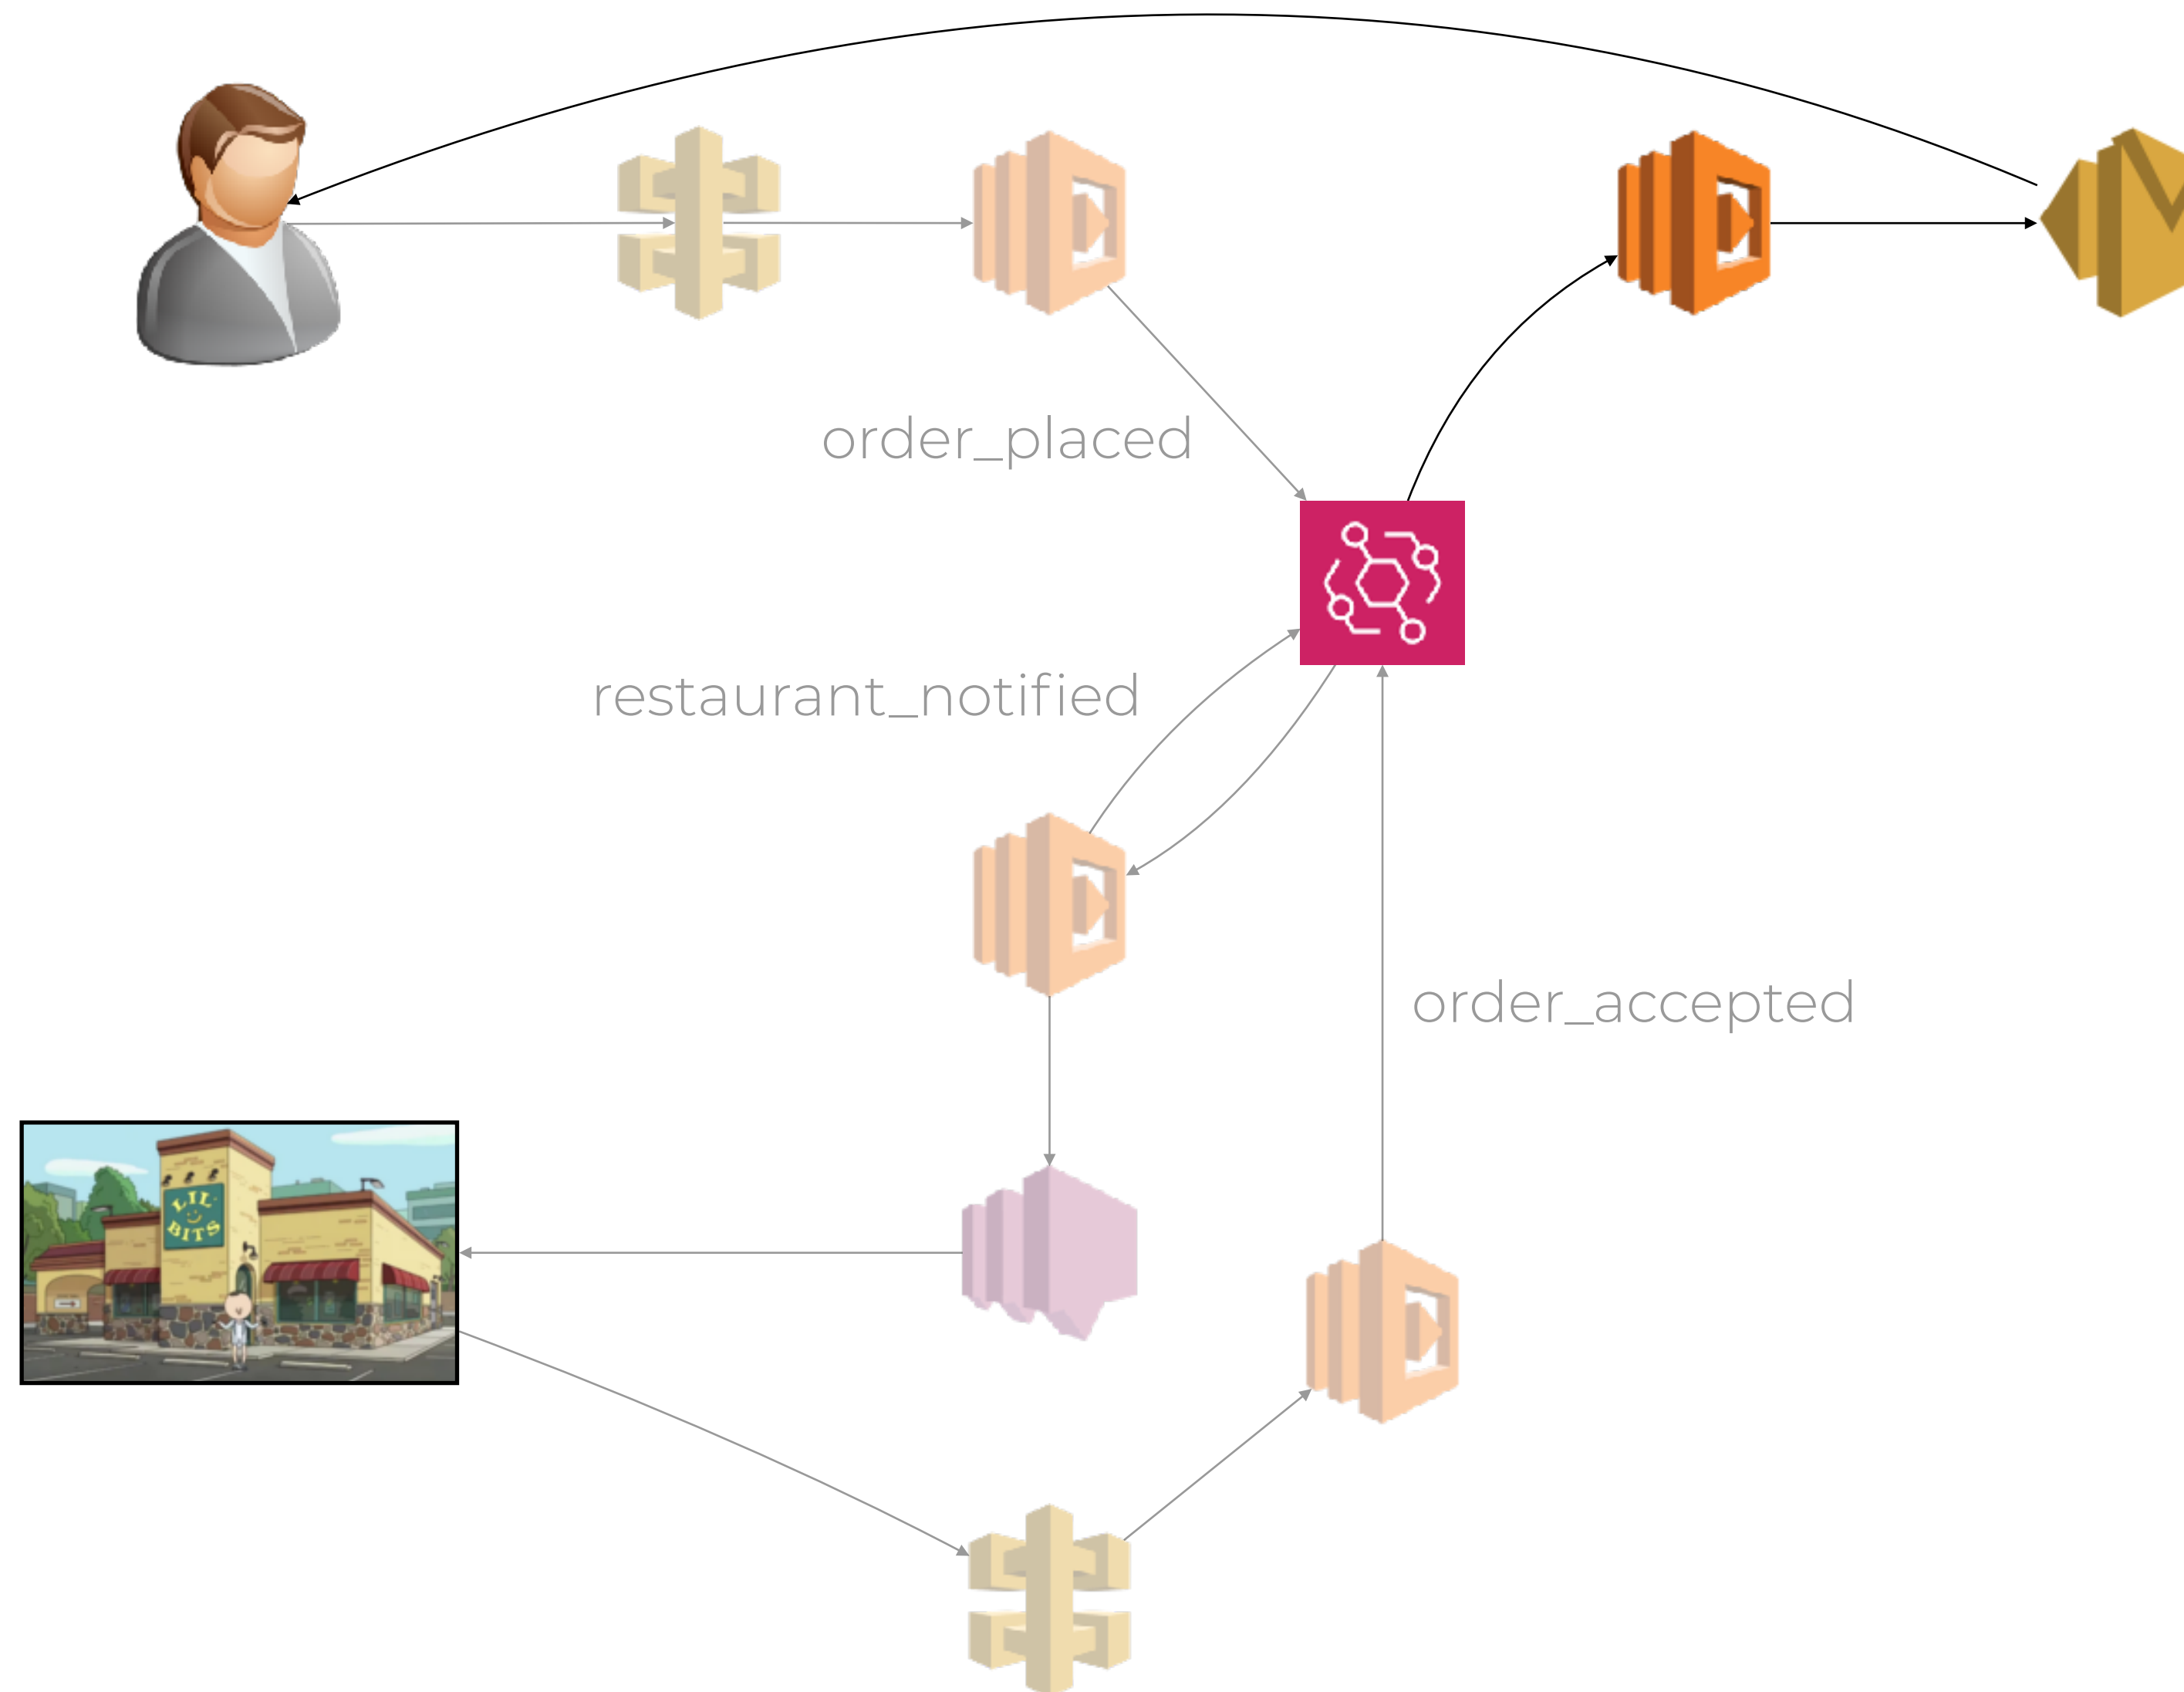 order_placed
restaurant_notified
order_accepted
LIL
BITS